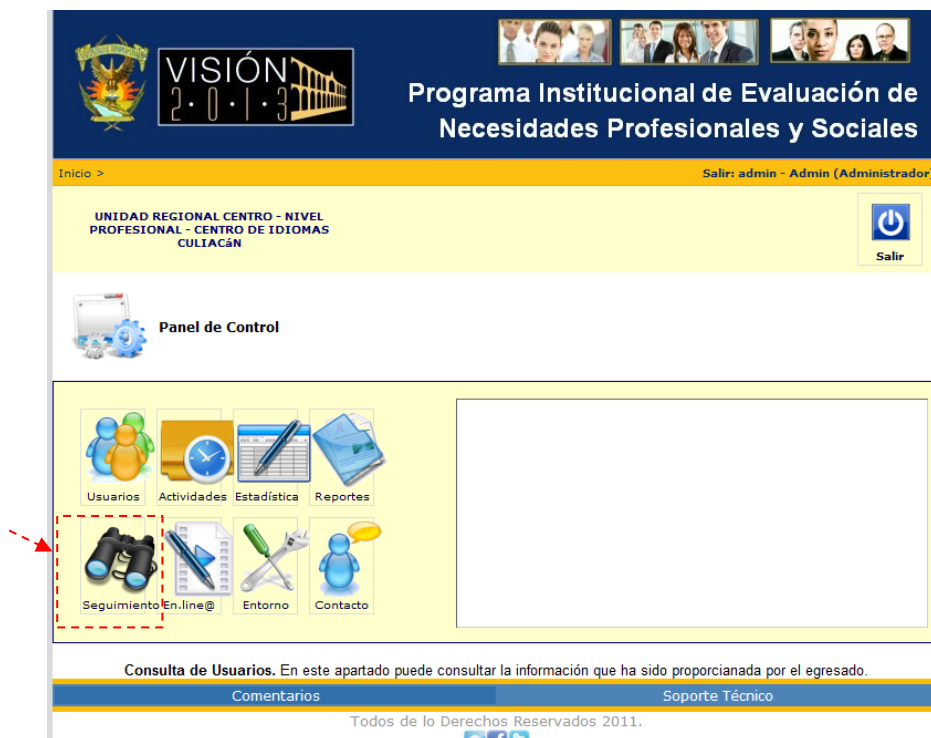 VISIÓN
2·0·1·3
Programa Institucional de Evaluación de
Necesidades Profesionales y Sociales
Inicio >
Salir: admin - Admin (Administrador)
UNIDAD REGIONAL CENTRO - NIVEL
PROFESIONAL - CENTRO DE IDIOMAS
CULIACáN
Salir
Panel de Control
Usuarios Actividades Estadística Reportes
Seguimiento En.line@ Entorno Contacto
Consulta de Usuarios. En este apartado puede consultar la información que ha sido proporcianada por el egresado.
Comentarios
Soporte Técnico
Todos de lo Derechos Reservados 2011.